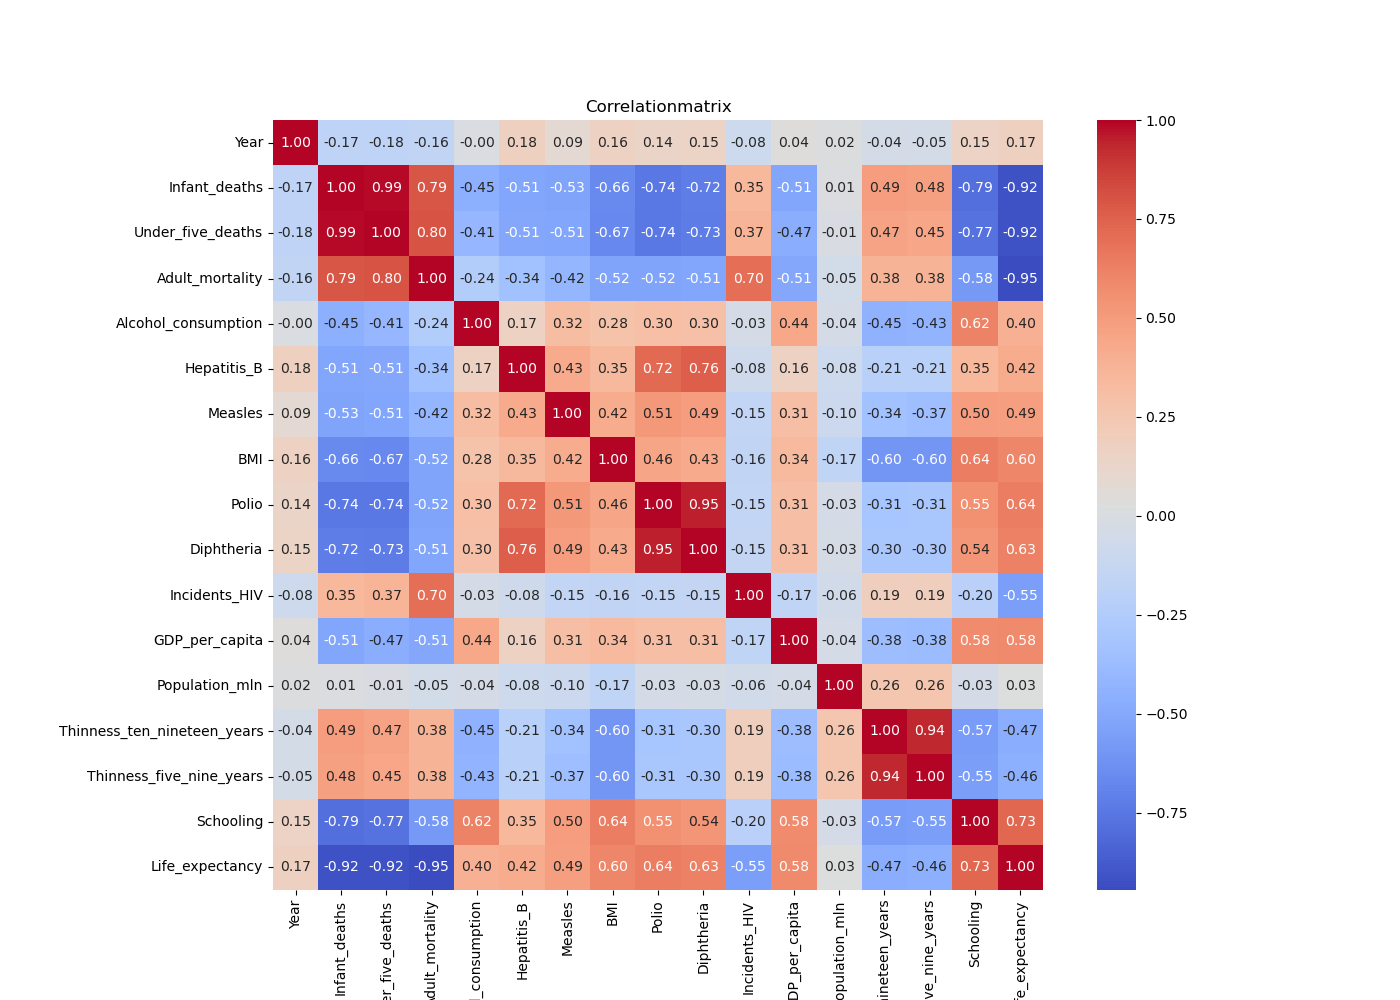 Correlationmatrix
Year 1.00 -0.17 -0.18 -0.16 -0.00 0.18 0.09 0.16 0.14 0.15 -0.08 0.04 0.02 -0.04 -0.05 0.15 0.17
Infant_deaths -0.17 1.00 0.99 0.79 -0.45 -0.51 -0.53 -0.66 -0.74 -0.72 0.35 -0.51 0.01 0.49 0.48 -0.79 -0.92
Under_five_deaths -0.18 0.99 1.00 0.80 -0.41 -0.51 -0.51 -0.67 -0.74 -0.73 0.37 -0.47 -0.01 0.47 0.45 -0.77 -0.92
Adult_mortality -0.16 0.79 0.80 1.00 -0.24 -0.34 -0.42 -0.52 -0.52 -0.51 0.70 -0.51 -0.05 0.38 0.38 -0.58 -0.95
Alcohol_consumption -0.00 -0.45 -0.41 -0.24 1.00 0.17 0.32 0.28 0.30 0.30 -0.03 0.44 -0.04 -0.45 -0.43 0.62 0.40
Hepatitis_B 0.18 -0.51 -0.51 -0.34 0.17 1.00 0.43 0.35 0.72 0.76 -0.08 0.16 -0.08 -0.21 -0.21 0.35 0.42
Measles 0.09 -0.53 -0.51 -0.42 0.32 0.43 1.00 0.42 0.51 0.49 -0.15 0.31 -0.10 -0.34 -0.37 0.50 0.49
BMI 0.16 -0.66 -0.67 -0.52 0.28 0.35 0.42 1.00 0.46 0.43 -0.16 0.34 -0.17 -0.60 -0.60 0.64 0.60
Polio 0.14 -0.74 -0.74 -0.52 0.30 0.72 0.51 0.46 1.00 0.95 -0.15 0.31 -0.03 -0.31 -0.31 0.55 0.64
Diphtheria 0.15 -0.72 -0.73 -0.51 0.30 0.76 0.49 0.43 0.95 1.00 -0.15 0.31 -0.03 -0.30 -0.30 0.54 0.63
Incidents_HIV -0.08 0.35 0.37 0.70 -0.03 -0.08 -0.15 -0.16 -0.15 -0.15 1.00 -0.17 -0.06 0.19 0.19 -0.20 -0.55
GDP_per_capita 0.04 -0.51 -0.47 -0.51 0.44 0.16 0.31 0.34 0.31 0.31 -0.17 1.00 -0.04 -0.38 -0.38 0.58 0.58
Population_mln 0.02 0.01 -0.01 -0.05 -0.04 -0.08 -0.10 -0.17 -0.03 -0.03 -0.06 -0.04 1.00 0.26 0.26 -0.03 0.03
Thinness_ten_nineteen_years -0.04 0.49 0.47 0.38 -0.45 -0.21 -0.34 -0.60 -0.31 -0.30 0.19 -0.38 0.26 1.00 0.94 -0.57 -0.47
Thinness_five_nine_years -0.05 0.48 0.45 0.38 -0.43 -0.21 -0.37 -0.60 -0.31 -0.30 0.19 -0.38 0.26 0.94 1.00 -0.55 -0.46
Schooling 0.15 -0.79 -0.77 -0.58 0.62 0.35 0.50 0.64 0.55 0.54 -0.20 0.58 -0.03 -0.57 -0.55 1.00 0.73
Life_expectancy 0.17 -0.92 -0.92 -0.95 0.40 0.42 0.49 0.60 0.64 0.63 -0.55 0.58 0.03 -0.47 -0.46 0.73 1.00
Year
Infant_deaths
er_five_deaths
dult_mortality
l_consumption
Hepatitis_B
Measles
BMI
Polio
Diphtheria
Incidents_HIV
DP_per_capita
opulation_mln
nineteen_years
ve_nine_years
Schooling
fe_expectancy
1.00
0.75
0.50
0.25
0.00
−0.25
−0.50
−0.75